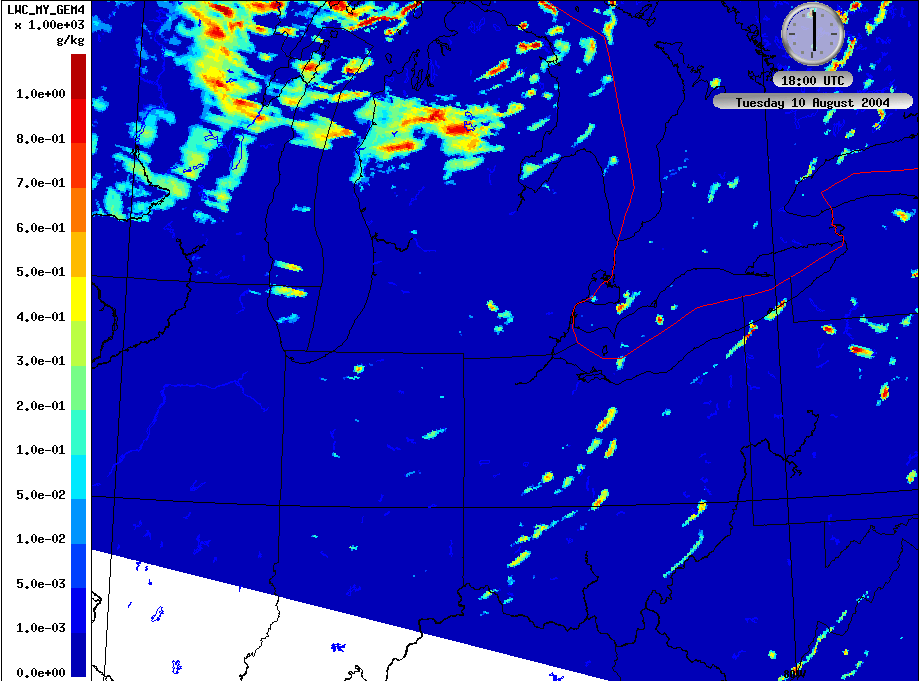 LWC_MY_GEM4
x 1.00e+03
g/kg
1.0e+00
8.0e-01
7.0e-01
6.0e-01
5.0e-01
4.0e-01
3.0e-01
2.0e-01
1.0e-01
5.0e-02
1.0e-02
5.0e-03
1.0e-03
0.0e+00
18:00 UTC
Tuesday 10 August 2004